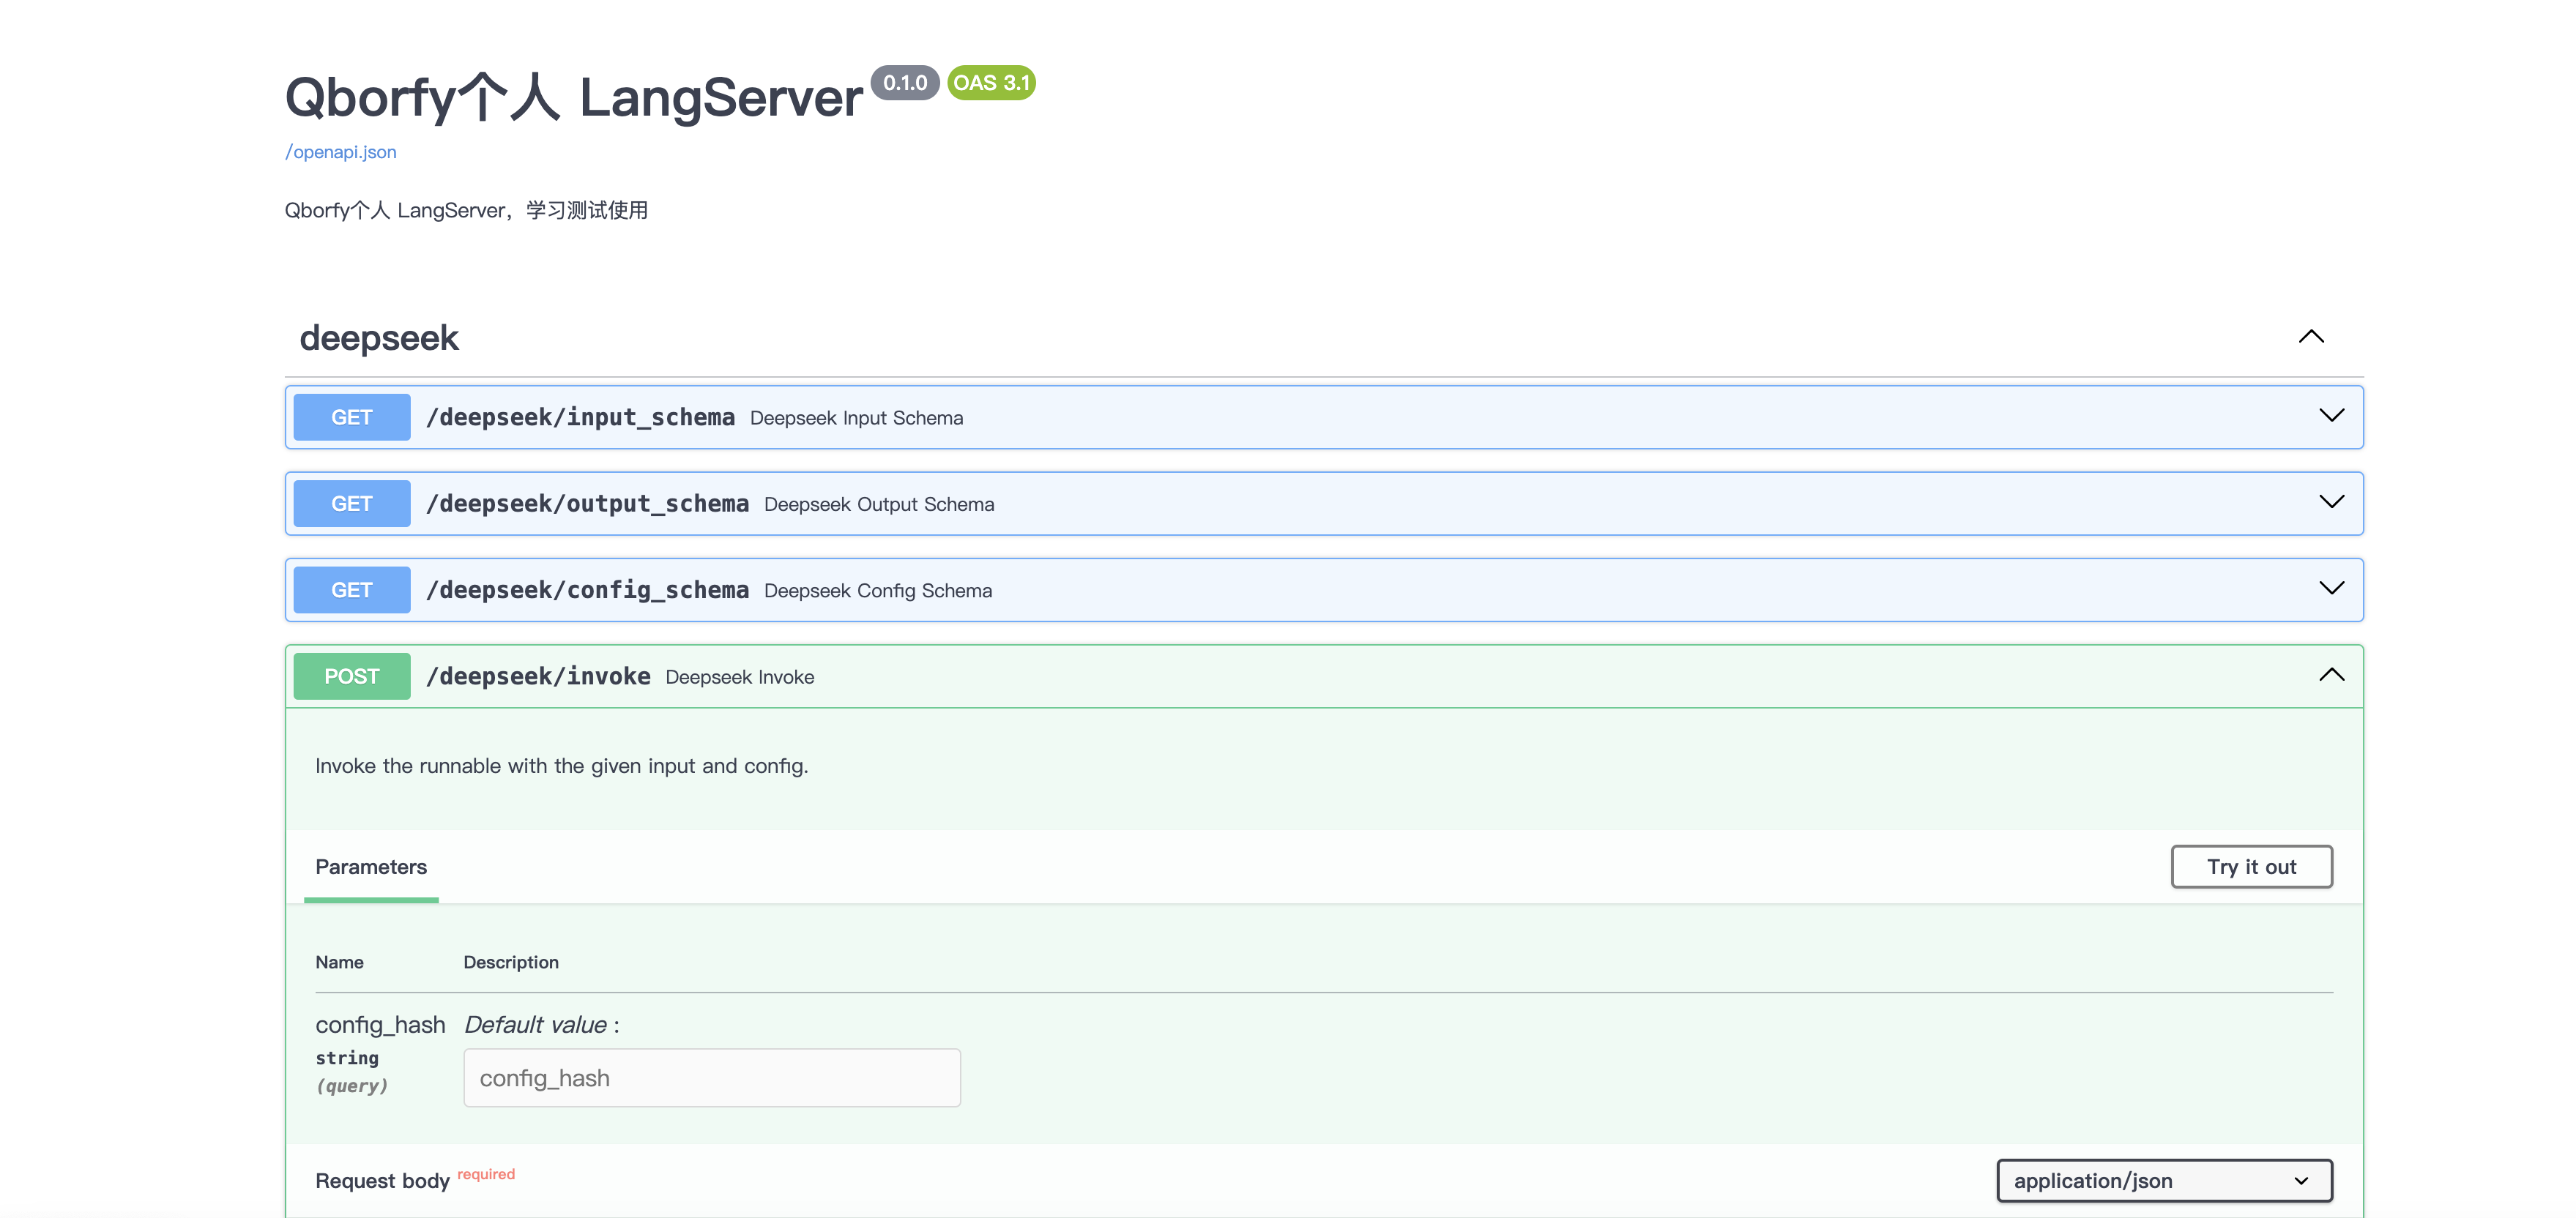 Qborfy个人 LangServer 0.1.0 OAS 3.1
/openapi.json
Qborfy个人 LangServer，学习测试使用
deepseek
GET /deepseek/input_schema Deepseek Input Schema
GET /deepseek/output_schema Deepseek Output Schema
GET /deepseek/config_schema Deepseek Config Schema
POST /deepseek/invoke Deepseek Invoke
Invoke the runnable with the given input and config.
Parameters Try it out
Name Description
config_hash Default value :
string
(query)
config_hash
Request body required application/json